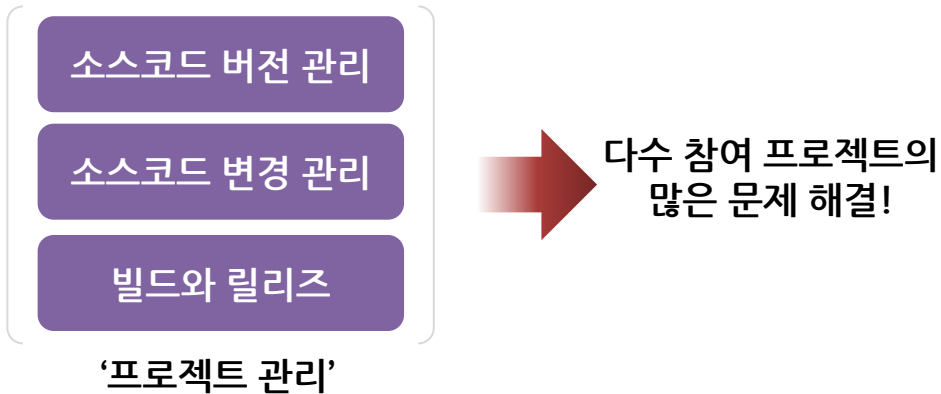 소스코드 버전 관리
소스코드 변경 관리
빌드와 릴리즈
‘프로젝트 관리’
다수 참여 프로젝트의
많은 문제 해결!